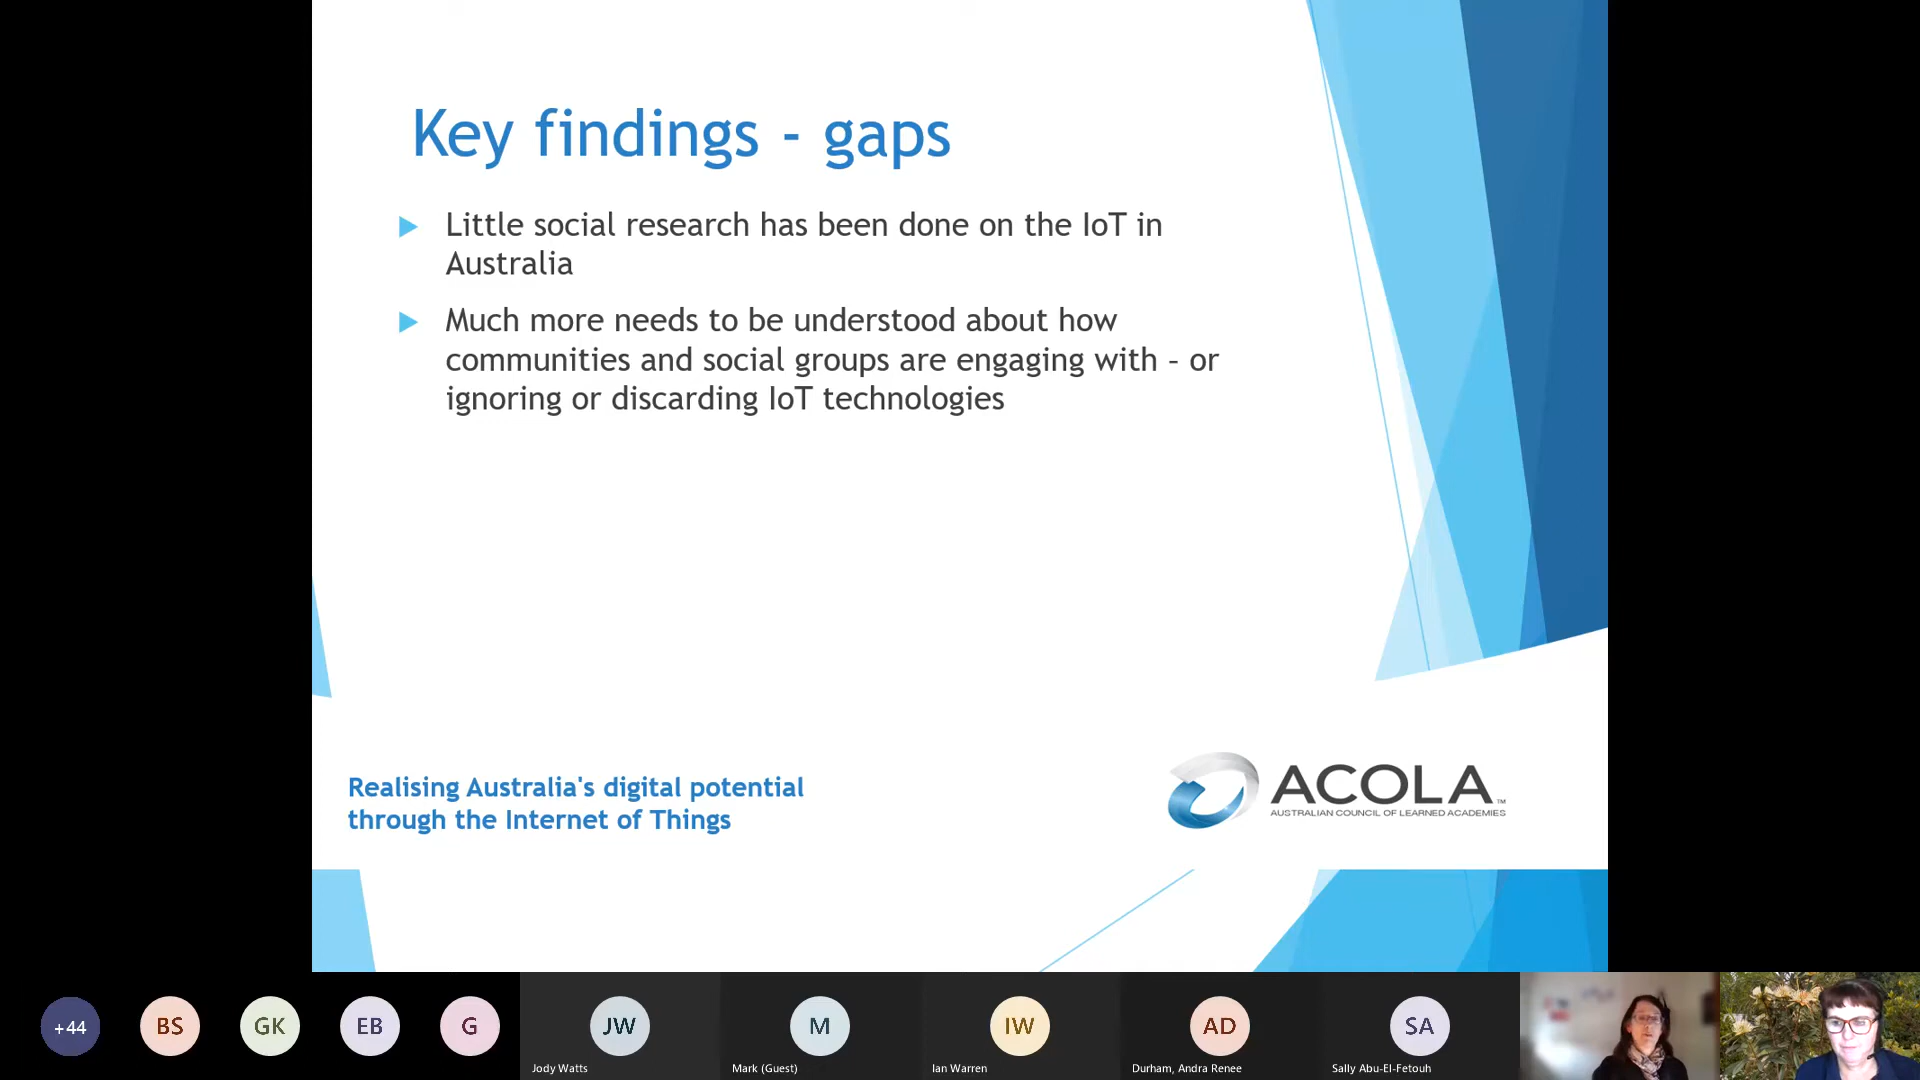 Key findings - gaps
Little social research has been done on the IoT in
Australia
Much more needs to be understood about how
communities and social groups are engaging with – or
ignoring or discarding IoT technologies
Realising Australia's digital potential
through the Internet of Things
ACOLA™
AUSTRALIAN COUNCIL OF LEARNED ACADEMIES
+44
BS
GK
EB
G
JW
M
IW
AD
SA
Jody Watts
Mark (Guest)
Ian Warren
Durham, Andra Renee
Sally Abu-El-Fetouh